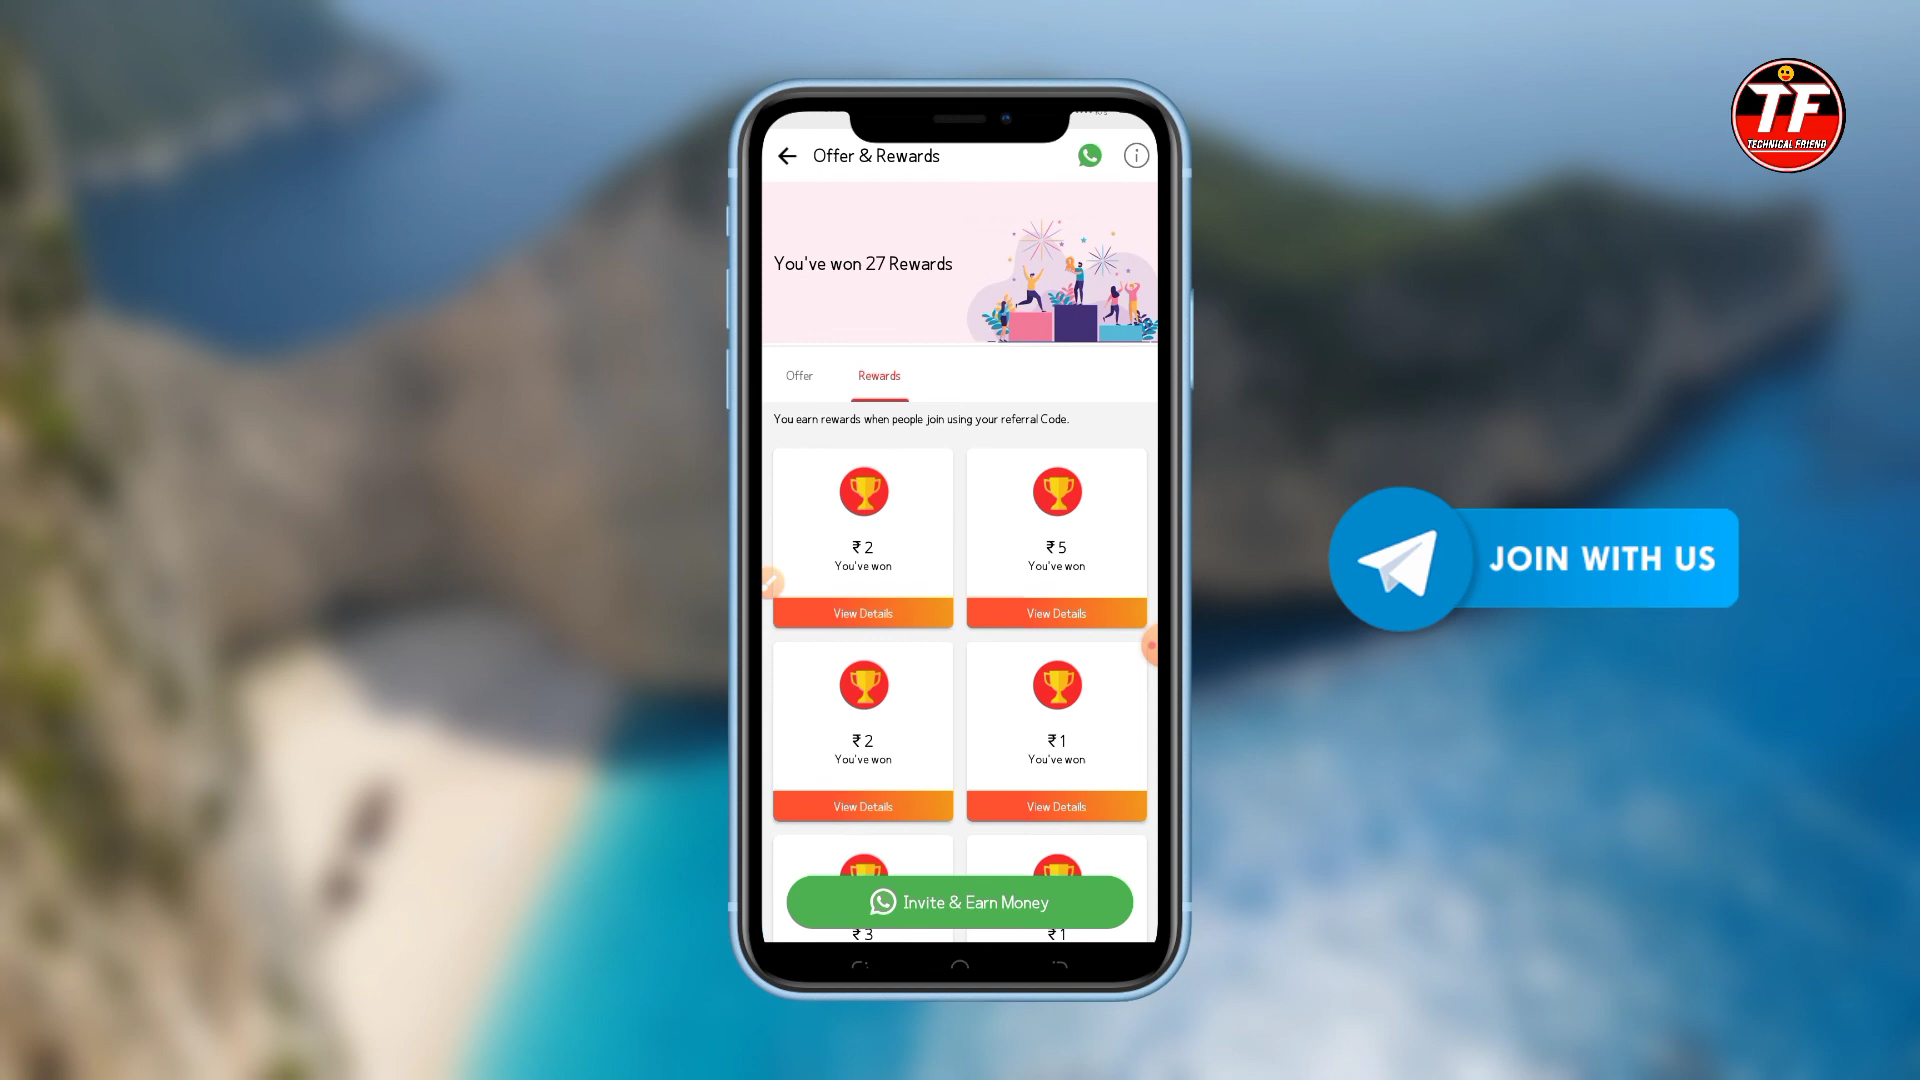 TF
TECHNICAL FRIEND
Offer & Rewards
You've won 27 Rewards
Offer
Rewards
You earn rewards when people join using your referral Code.
₹ 2
You've won
View Details
₹ 5
You've won
View Details
₹ 2
You've won
View Details
₹ 1
You've won
View Details
Invite & Earn Money
₹ 3
₹ 1
JOIN WITH US